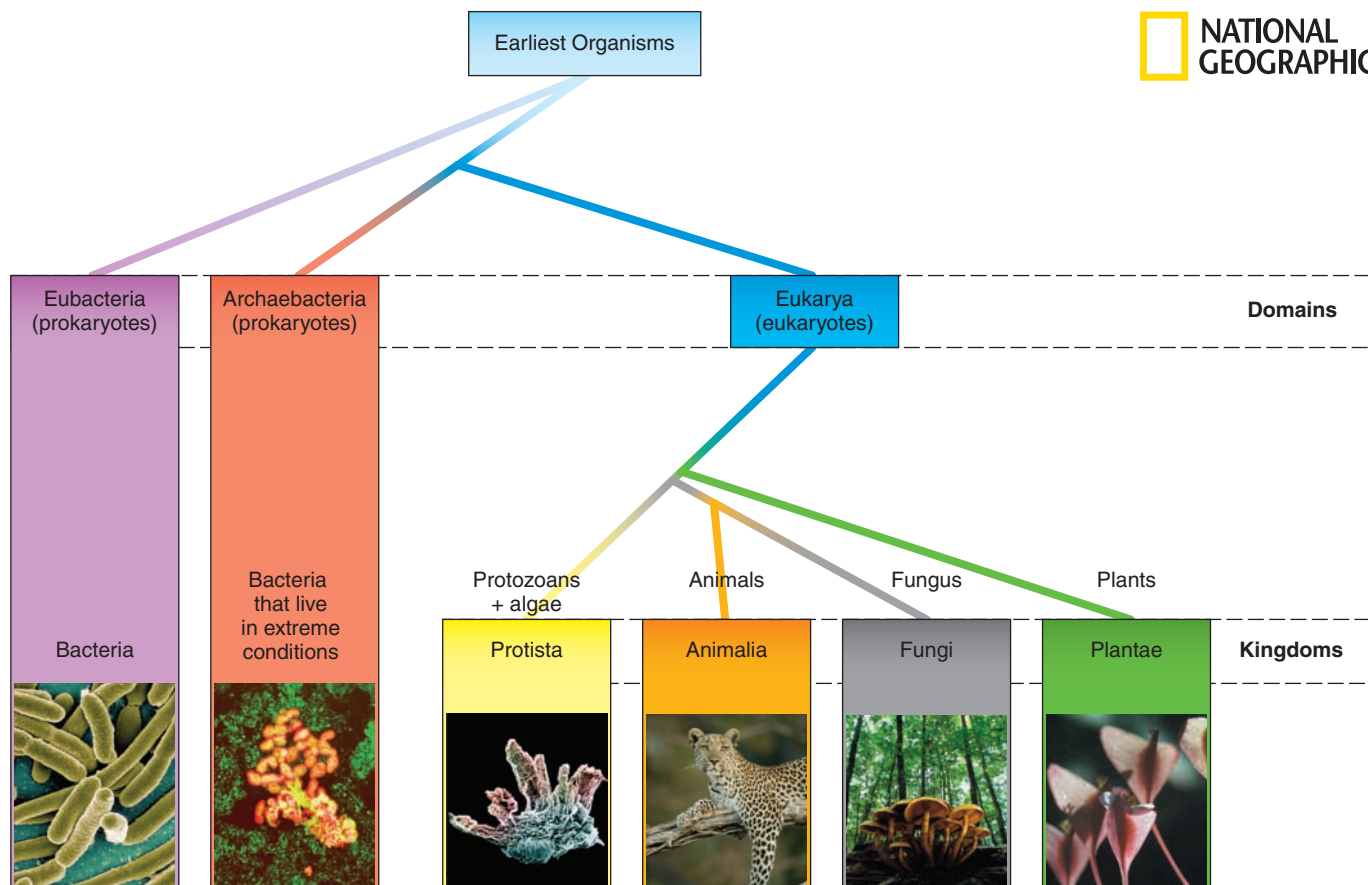 Earliest Organisms
NATIONAL
GEOGRAPHIC
Eubacteria
(prokaryotes)
Archaebacteria
(prokaryotes)
Eukarya
(eukaryotes)
Domains
Bacteria
Bacteria
that live
in extreme
conditions
Protozoans
+ algae
Animals
Fungus
Plants
Protista
Animalia
Fungi
Plantae
Kingdoms